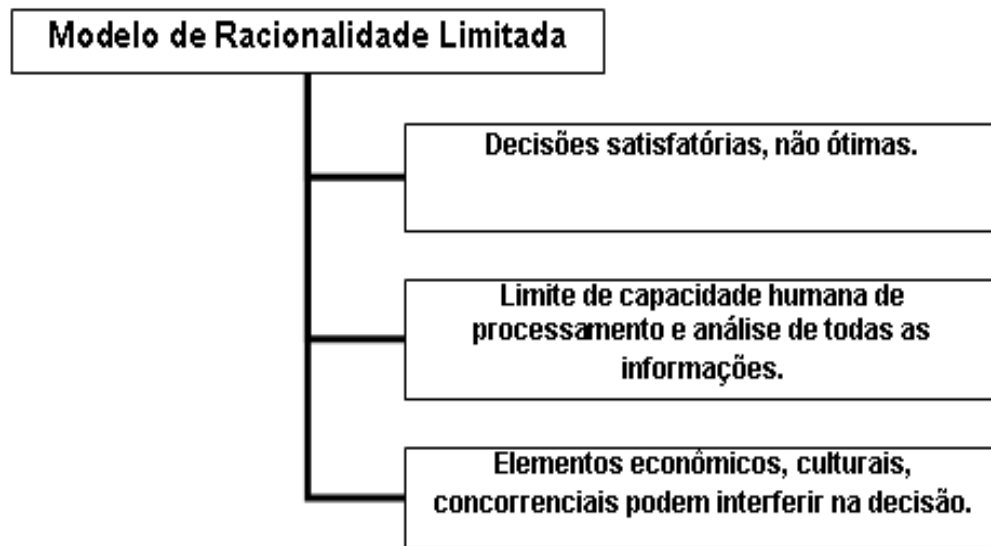 Modelo de Racionalidade Limitada
Decisões satisfatórias, não ótimas.
Limite de capacidade humana de
processamento e análise de todas as
informações.
Elementos econômicos, culturais,
concorrenciais podem interferir na decisão.